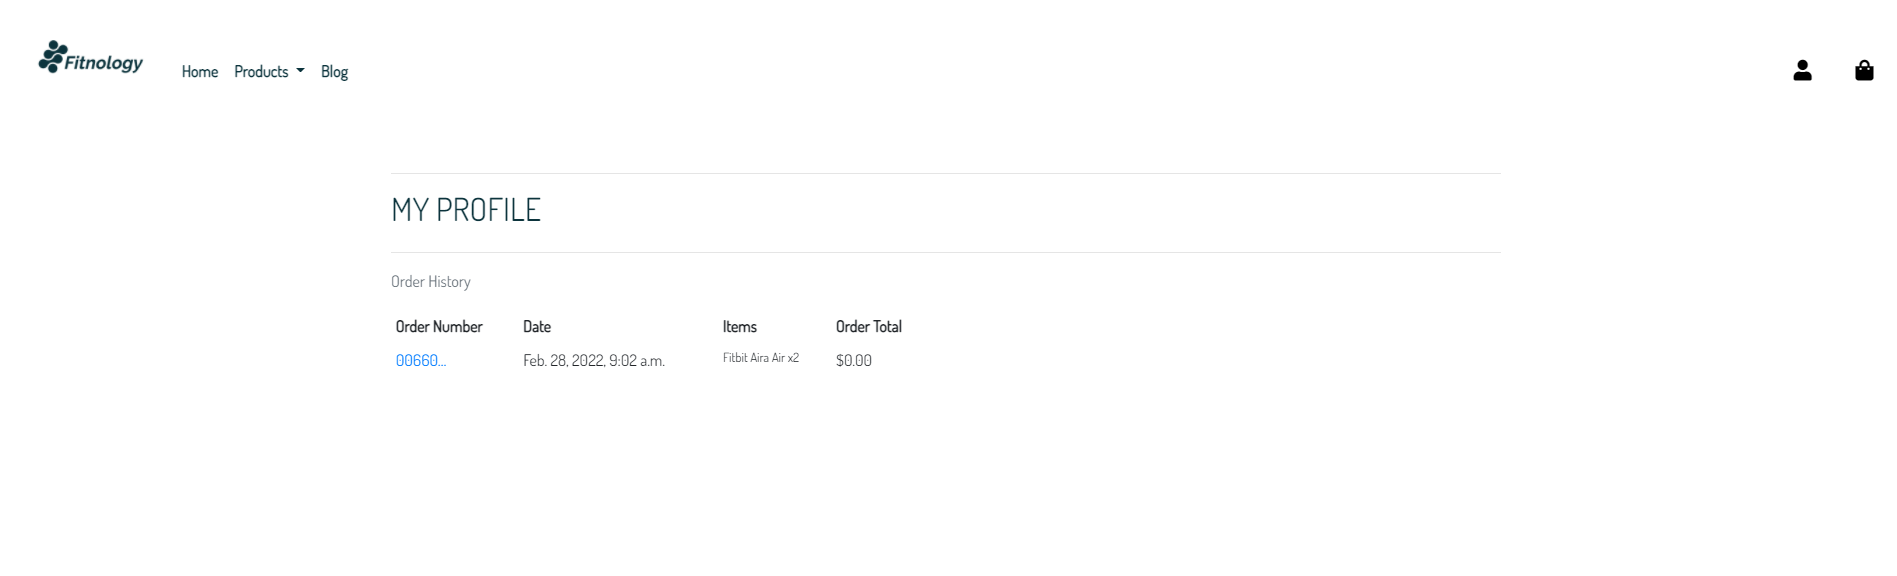 Fitnology
Home Products Blog
MY PROFILE
Order History
Order Number Date Items Order Total
00660... Feb. 28, 2022, 9:02 a.m. Fitbit Aira Air x2 $0.00